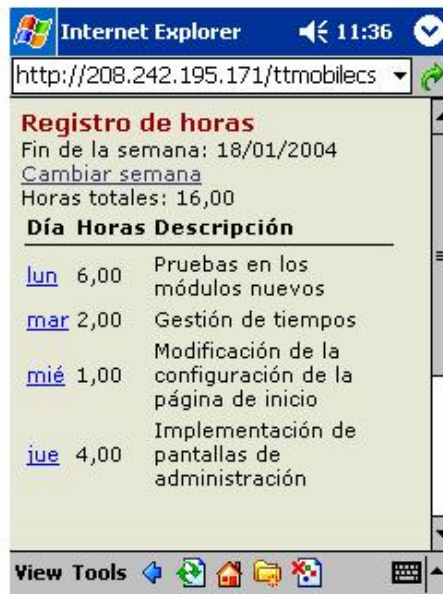 Internet Explorer 11:36
http://208.242.195.171/ttmobilecs
Registro de horas
Fin de la semana: 18/01/2004
Cambiar semana
Horas totales: 16,00
Día Horas Descripción
lun 6,00 Pruebas en los
módulos nuevos
mar 2,00 Gestión de tiempos
Modificación de la
mié 1,00 configuración de la
página de inicio
Implementación de
jue 4,00 pantallas de
administración
View Tools